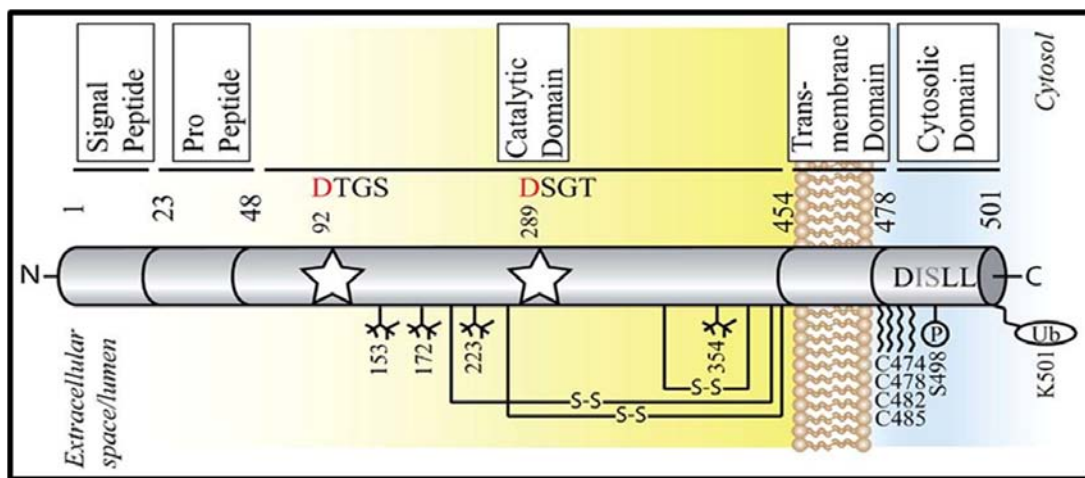 Signal
Peptide
Pro
Peptide
Catalytic
Domain
Trans-
membrane
Domain
Cytosolic
Domain
Cytosol
DTGS
DSGT
1
23
48
92
289
454
478
501
N
DISLL
C
153
172
223
354
S-S
S-S
S-S
C474
C478
C482
C485
P
S498
Ub
K501
Extracellular
space/lumen